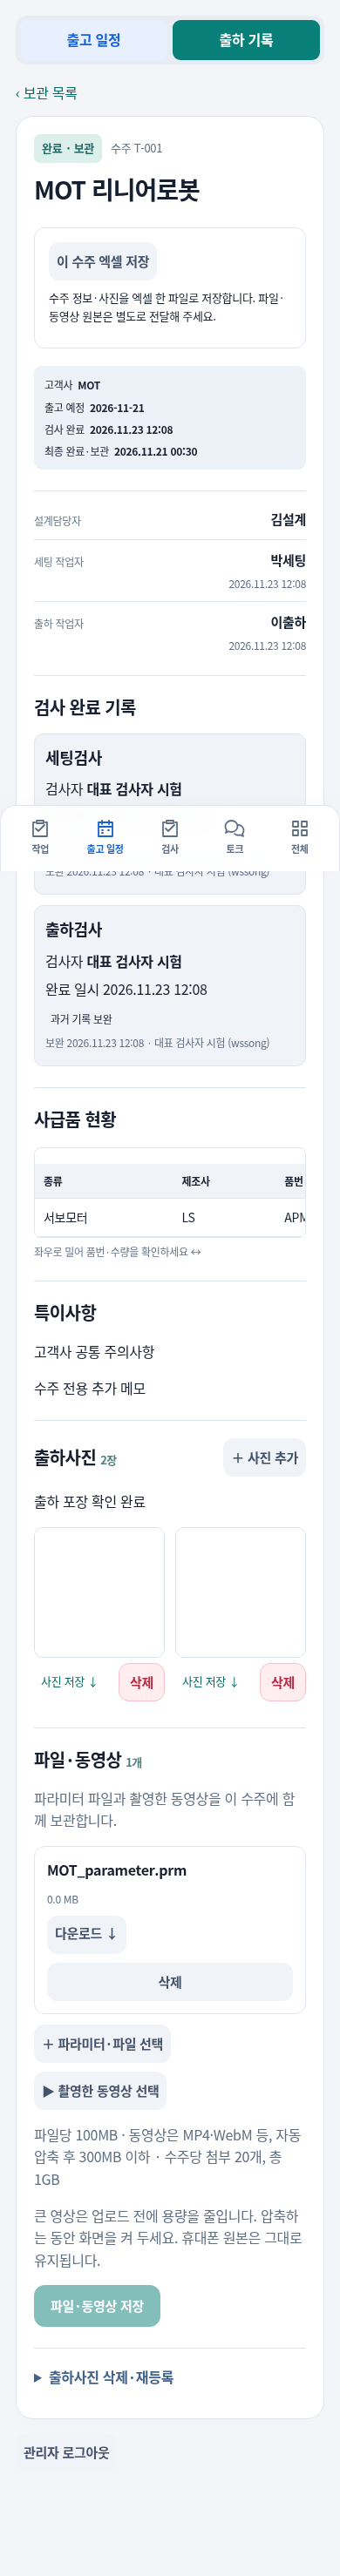 출고 일정
출하 기록
‹ 보관 목록
완료 · 보관
수주 T-001
MOT 리니어로봇
이 수주 엑셀 저장
수주 정보·사진을 엑셀 한 파일로 저장합니다. 파일·
동영상 원본은 별도로 전달해 주세요.
고객사 MOT
출고 예정 2026-11-21
검사 완료 2026.11.23 12:08
최종 완료·보관 2026.11.21 00:30
설계담당자
김설계
세팅 작업자
박세팅
2026.11.23 12:08
출하 작업자
이출하
2026.11.23 12:08
검사 완료 기록
세팅검사
검사자 대표 검사자 시험
작업
출고 일정
검사
토크
전체
보완 2026.11.23 12:08 · 대표 검사자 시험 (wssong)
출하검사
검사자 대표 검사자 시험
완료 일시 2026.11.23 12:08
과거 기록 보완
보완 2026.11.23 12:08 · 대표 검사자 시험 (wssong)
사급품 현황
종류
제조사
품번
서보모터
LS
APM
좌우로 밀어 품번·수량을 확인하세요 ↔
특이사항
고객사 공통 주의사항
수주 전용 추가 메모
출하사진 2장
+ 사진 추가
출하 포장 확인 완료
사진 저장 ↓
삭제
사진 저장 ↓
삭제
파일·동영상 1개
파라미터 파일과 촬영한 동영상을 이 수주에 함
께 보관합니다.
MOT_parameter.prm
0.0 MB
다운로드 ↓
삭제
+ 파라미터·파일 선택
▶ 촬영한 동영상 선택
파일당 100MB · 동영상은 MP4·WebM 등, 자동
압축 후 300MB 이하 · 수주당 첨부 20개, 총
1GB
큰 영상은 업로드 전에 용량을 줄입니다. 압축하
는 동안 화면을 켜 두세요. 휴대폰 원본은 그대로
유지됩니다.
파일·동영상 저장
▶ 출하사진 삭제·재등록
관리자 로그아웃